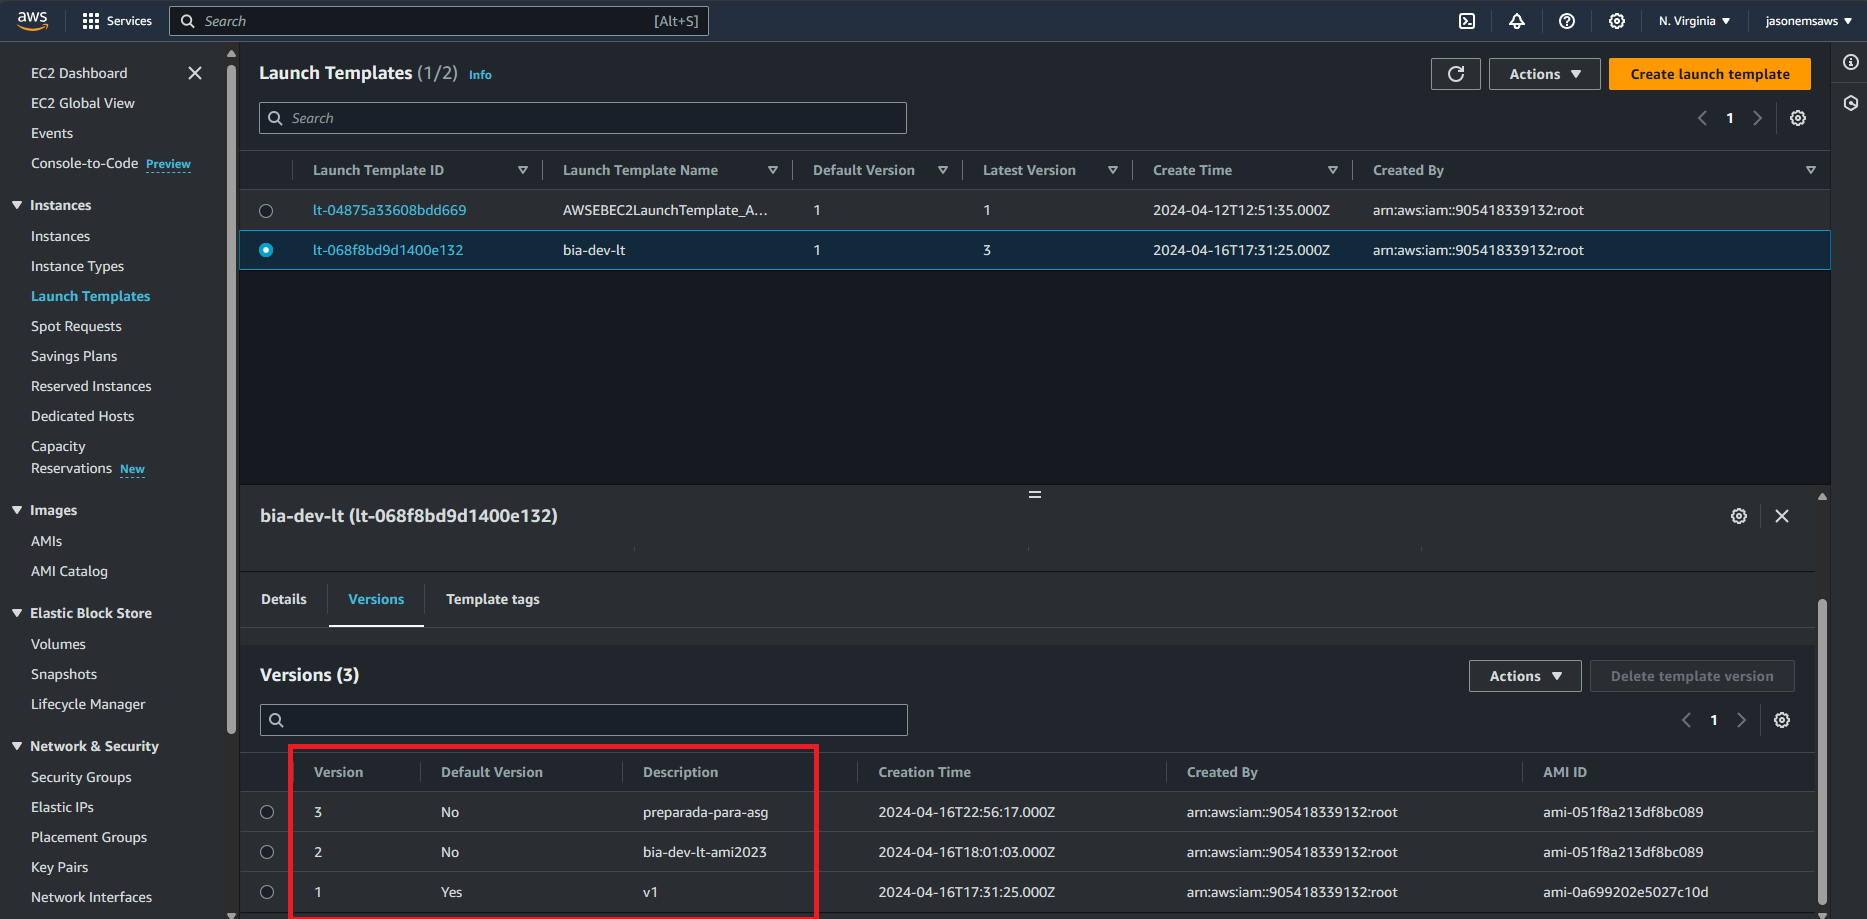 aws Services Search [Alt+S] N. Virginia jasonemsaws
EC2 Dashboard
EC2 Global View
Events
Console-to-Code Preview
Instances
Instances
Instance Types
Launch Templates
Spot Requests
Savings Plans
Reserved Instances
Dedicated Hosts
Capacity
Reservations New
Images
AMIs
AMI Catalog
Elastic Block Store
Volumes
Snapshots
Lifecycle Manager
Network & Security
Security Groups
Elastic IPs
Placement Groups
Key Pairs
Network Interfaces
Launch Templates (1/2) Info Actions Create launch template
Search 1
Launch Template ID Launch Template Name Default Version Latest Version Create Time Created By
lt-04875a33608bdd669 AWSEBEC2LaunchTemplate_A... 1 1 2024-04-12T12:51:35.000Z arn:aws:iam::905418339132:root
lt-068f8bd9d1400e132 bia-dev-lt 1 3 2024-04-16T17:31:25.000Z arn:aws:iam::905418339132:root
bia-dev-lt (lt-068f8bd9d1400e132)
Details Versions Template tags
Versions (3) Actions Delete template version
1
Version Default Version Description Creation Time Created By AMI ID
3 No preparada-para-asg 2024-04-16T22:56:17.000Z arn:aws:iam::905418339132:root ami-051f8a213df8bc089
2 No bia-dev-lt-ami2023 2024-04-16T18:01:03.000Z arn:aws:iam::905418339132:root ami-051f8a213df8bc089
1 Yes v1 2024-04-16T17:31:25.000Z arn:aws:iam::905418339132:root ami-0a699202e5027c10d